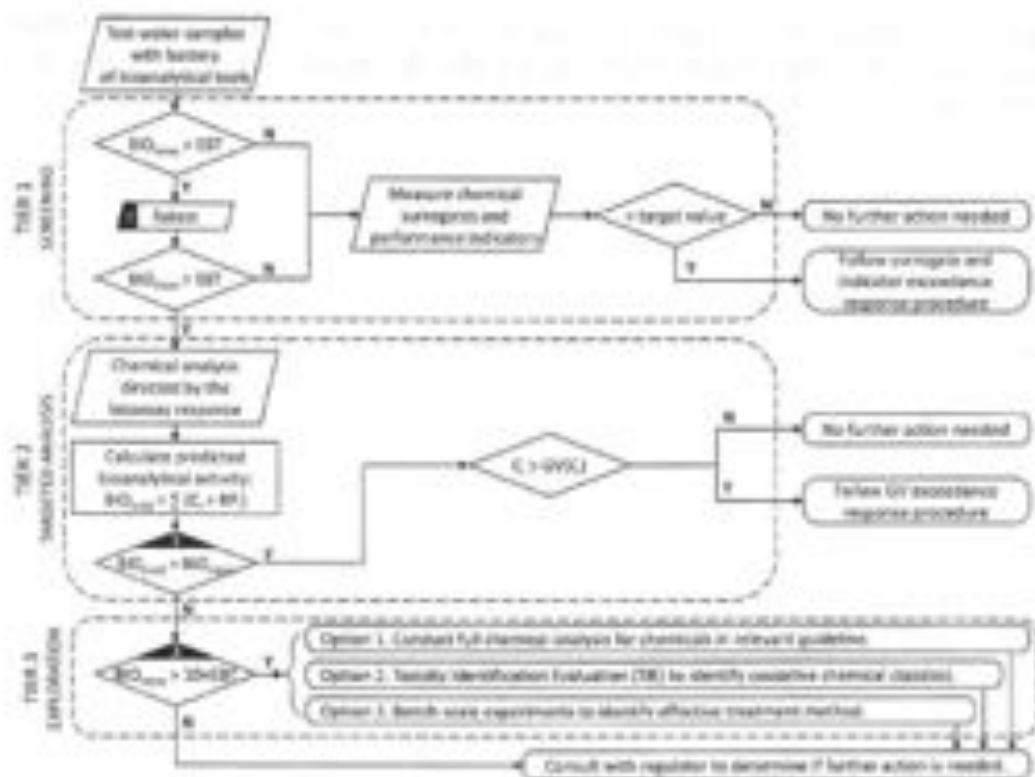 Test water samples
with battery
of bioanalytical tools
TIER 1
SCREENING
N
Y
Retest
N
Y
Measure chemical
surrogates and
performance indicators
> target value
N
Y
No further action needed
Follow surrogate and
indicator exceedance
response procedure
TIER 2
TARGETED ANALYSIS
Chemical analysis
directed by the
bioassay response
Calculate predicted
bioanalytical activity:
Y
N
N
Y
No further action needed
Follow GV exceedance
response procedure
TIER 3
EXPLORATION
Y
N
Option 1. Conduct full chemical analysis for chemicals in relevant guideline.
Option 2. Toxicity Identification Evaluation (TIE) to identify causative chemical class(es).
Option 3. Bench-scale experiments to identify effective treatment method.
Consult with regulator to determine if further action is needed